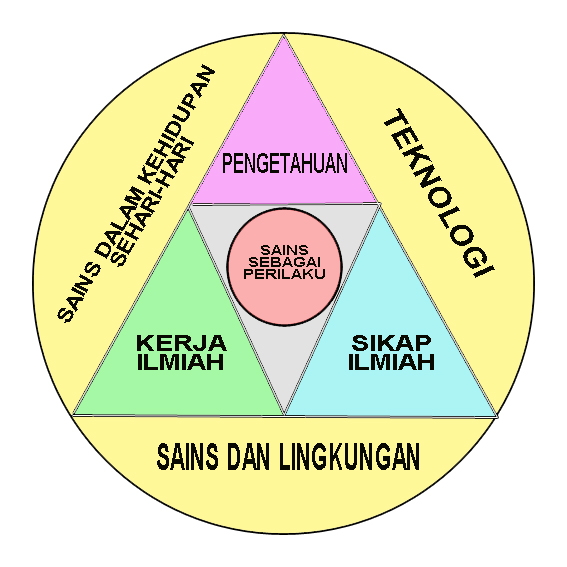 SAINS DALAM KEHIDUPAN
SEHARI-HARI
TEKNOLOGI
PENGETAHUAN
SAINS
SEBAGAI
PERILAKU
KERJA
ILMIAH
SIKAP
ILMIAH
SAINS DAN LINGKUNGAN